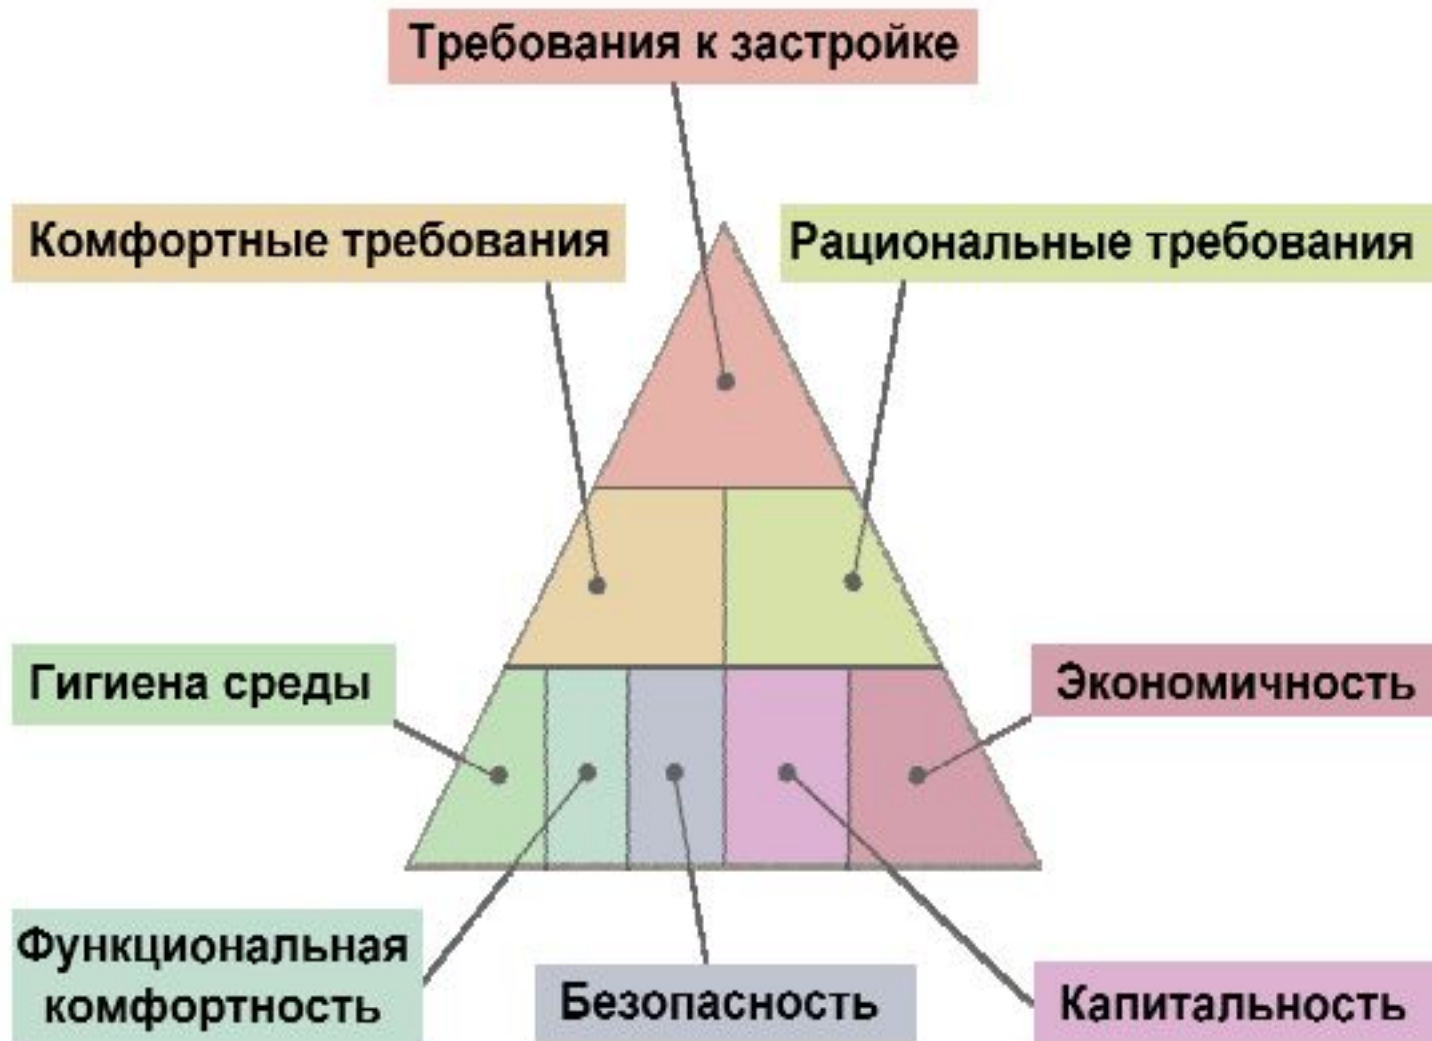 Требования к застройке
Комфортные требования
Рациональные требования
Гигиена среды
Экономичность
Функциональная
комфортность
Безопасность
Капитальность